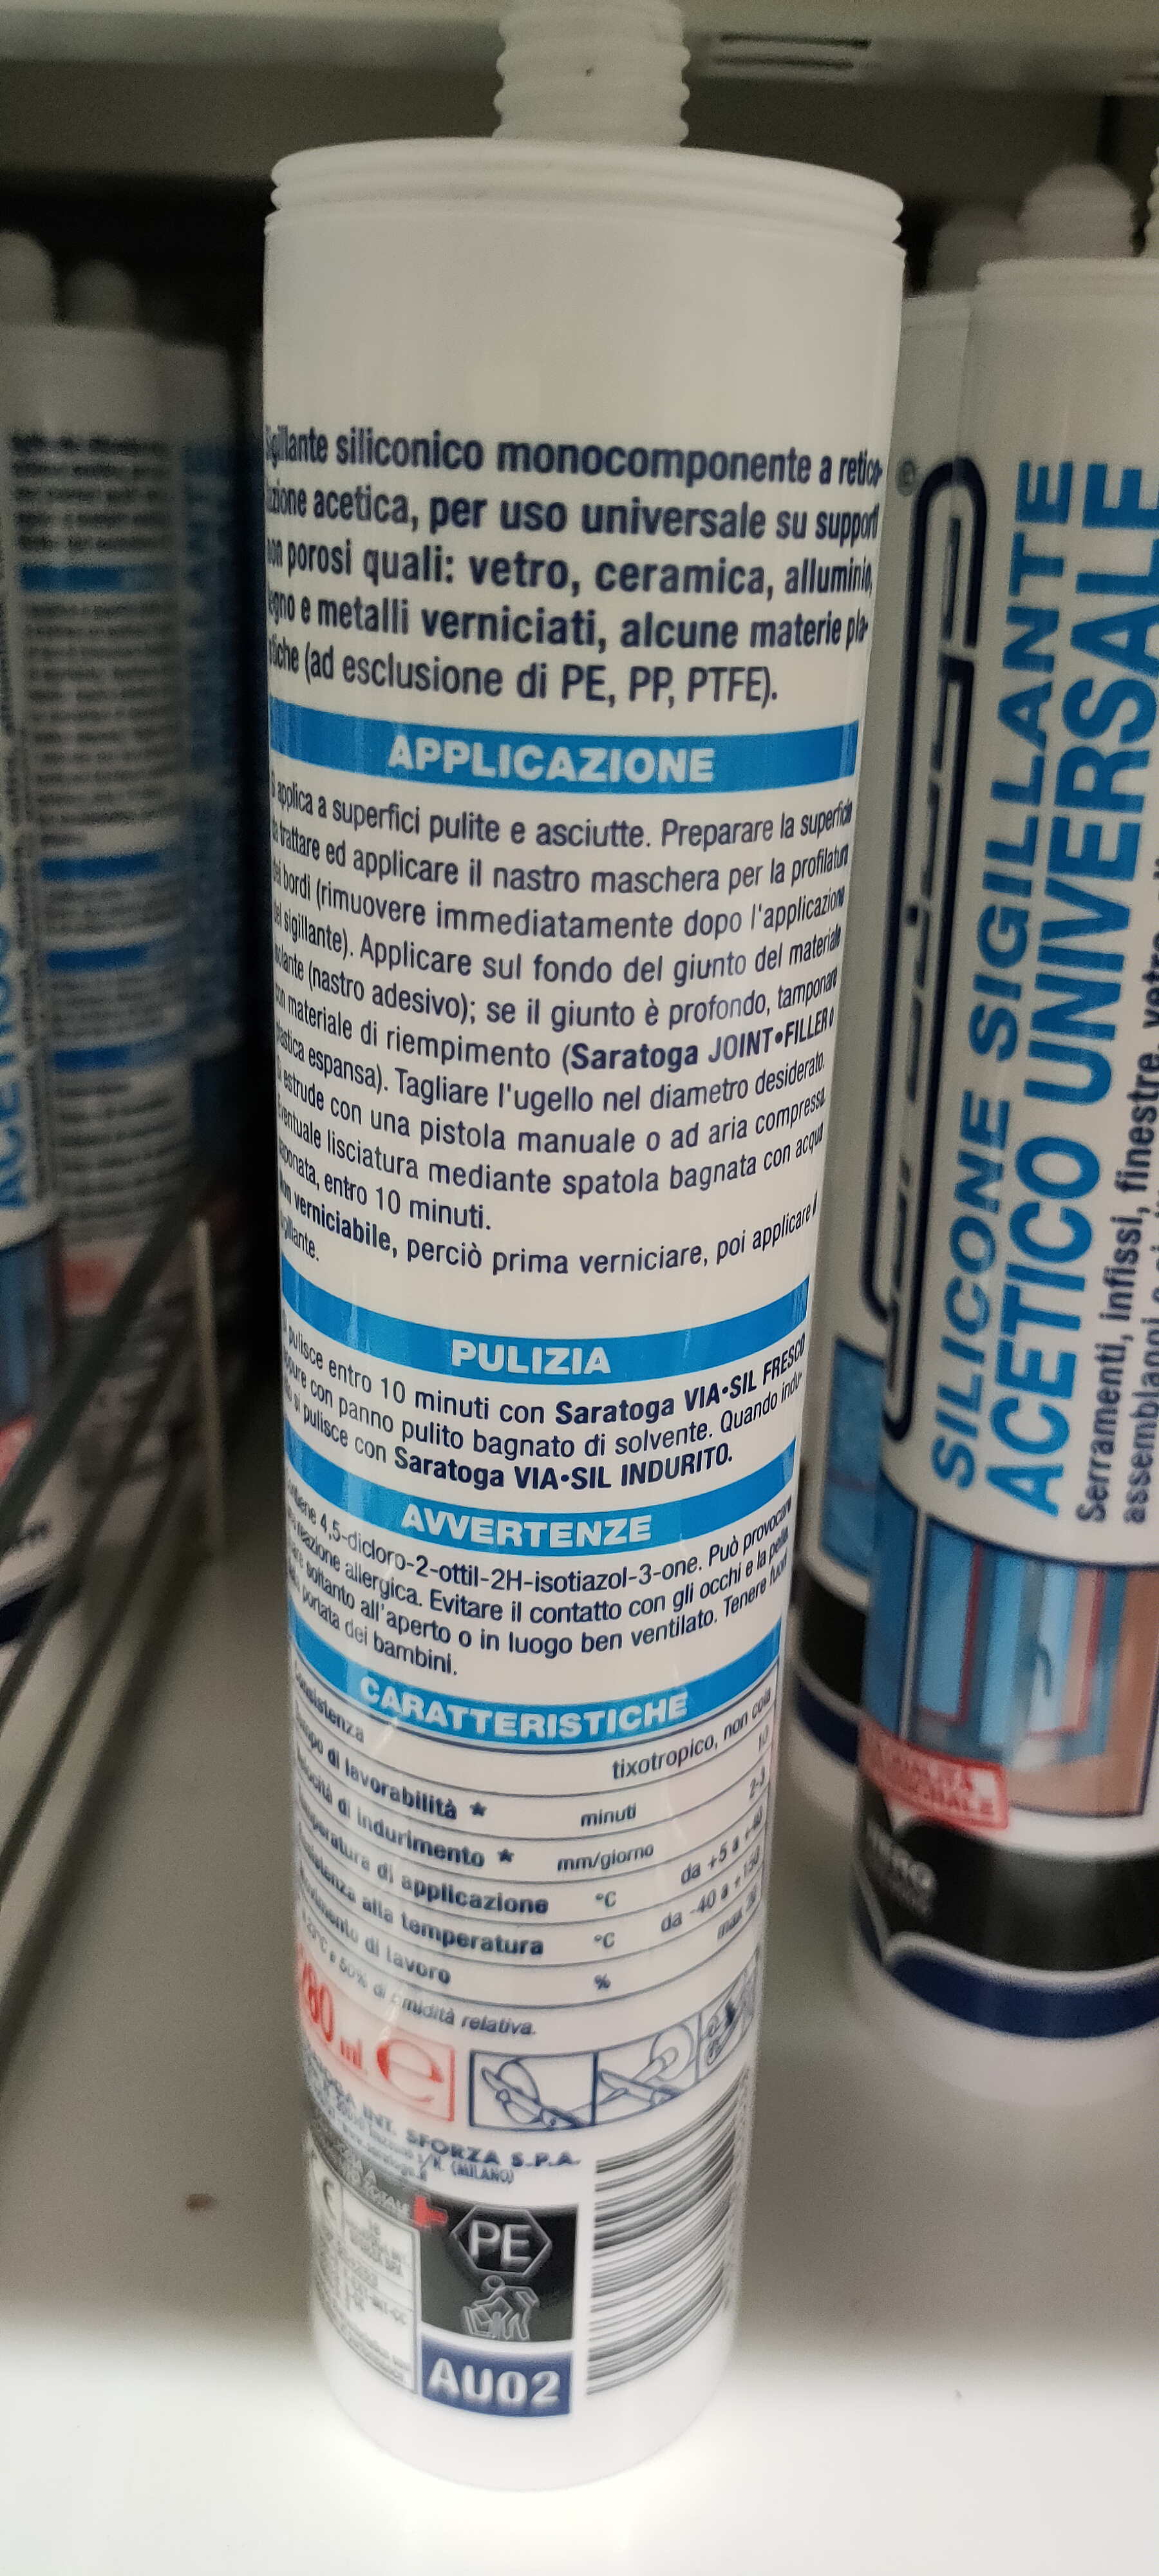 Sigillante siliconico monocomponente a retico-
lazione acetica, per uso universale su supporti
non porosi quali: vetro, ceramica, alluminio,
legno e metalli verniciati, alcune materie pla-
stiche (ad esclusione di PE, PP, PTFE).
APPLICAZIONE
Si applica a superfici pulite e asciutte. Preparare la superficie
da trattare ed applicare il nastro maschera per la profilatura
dei bordi (rimuovere immediatamente dopo l'applicazione
del sigillante). Applicare sul fondo del giunto del materiale
isolante (nastro adesivo); se il giunto è profondo, tamponare
con materiale di riempimento (Saratoga JOINT•FILLER o
plastica espansa). Tagliare l'ugello nel diametro desiderato.
Si estrude con una pistola manuale o ad aria compressa.
Eventuale lisciatura mediante spatola bagnata con acqua
saponata, entro 10 minuti.
Non verniciabile, perciò prima verniciare, poi applicare il
sigillante.
PULIZIA
Si pulisce entro 10 minuti con Saratoga VIA•SIL FRESCO
oppure con panno pulito bagnato di solvente. Quando indu-
rito si pulisce con Saratoga VIA•SIL INDURITO.
AVVERTENZE
Contiene 4,5-dicloro-2-ottil-2H-isotiazol-3-one. Può provocare
una reazione allergica. Evitare il contatto con gli occhi e la pelle.
Usare soltanto all'aperto o in luogo ben ventilato. Tenere fuori
dalla portata dei bambini.
CARATTERISTICHE
Consistenza tixotropico, non cola
Tempo di lavorabilità ★ minuti 10
Velocità di indurimento ★ mm/giorno 2-3
Temperatura di applicazione °C da +5 a +40
Resistenza alla temperatura °C da -40 a +150
Movimento di lavoro % max
a 23°C e 50% di umidità relativa.
280 ml. e
SARATOGA INT. SFORZA S.P.A.
(MILANO)
PE
AU02
SILICONE SIGILLANTE
ACETICO UNIVERSALE
Serramenti, infissi, finestre, vetro,